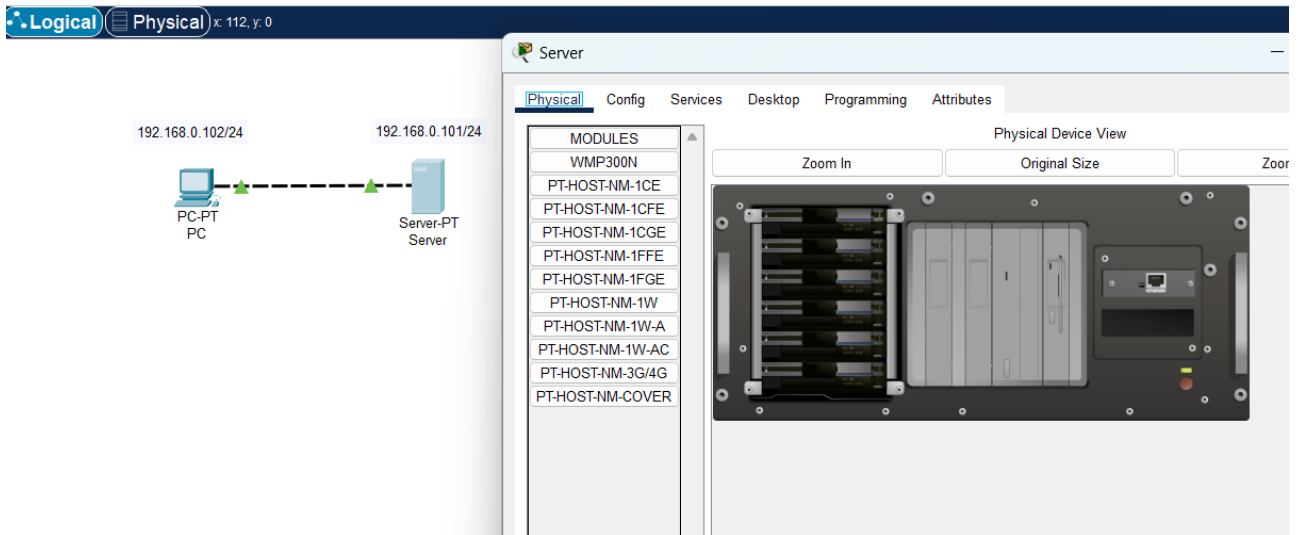 Logical Physical x: 112, y: 0
192.168.0.102/24
192.168.0.101/24
PC-PT
PC
Server-PT
Server
Server
Physical Config Services Desktop Programming Attributes
MODULES
WMP300N
PT-HOST-NM-1CE
PT-HOST-NM-1CFE
PT-HOST-NM-1CGE
PT-HOST-NM-1FFE
PT-HOST-NM-1FGE
PT-HOST-NM-1W
PT-HOST-NM-1W-A
PT-HOST-NM-1W-AC
PT-HOST-NM-3G/4G
PT-HOST-NM-COVER
Physical Device View
Zoom In Original Size Zoor